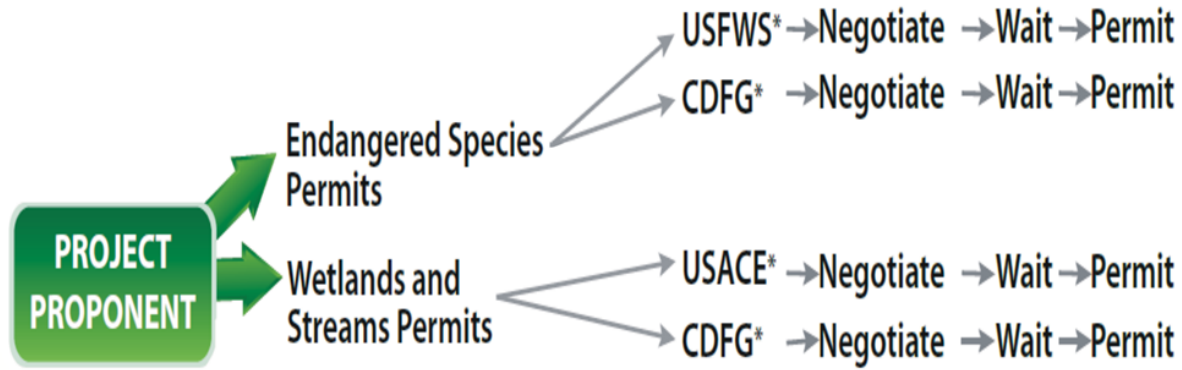 USFWS* Negotiate Wait Permit
CDFG* Negotiate Wait Permit
Endangered Species
Permits
PROJECT
PROPONENT
Wetlands and
Streams Permits
USACE* Negotiate Wait Permit
CDFG* Negotiate Wait Permit